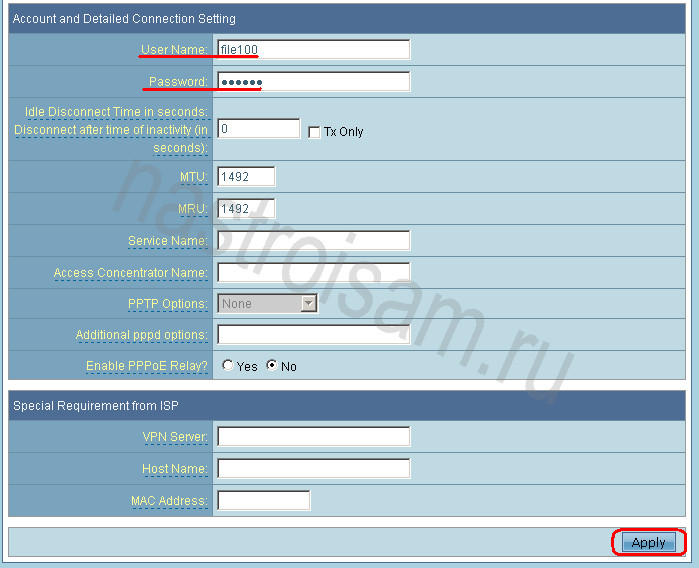 Account and Detailed Connection Setting
User Name: file100
Password: ••••••
Idle Disconnect Time in seconds:
Disconnect after time of inactivity (in 0 Tx Only
seconds):
MTU: 1492
MRU: 1492
Service Name:
Access Concentrator Name:
PPTP Options: None
Additional pppd options:
Enable PPPoE Relay? Yes No
Special Requirement from ISP
VPN Server:
Host Name:
MAC Address:
Apply
nastroisam.ru